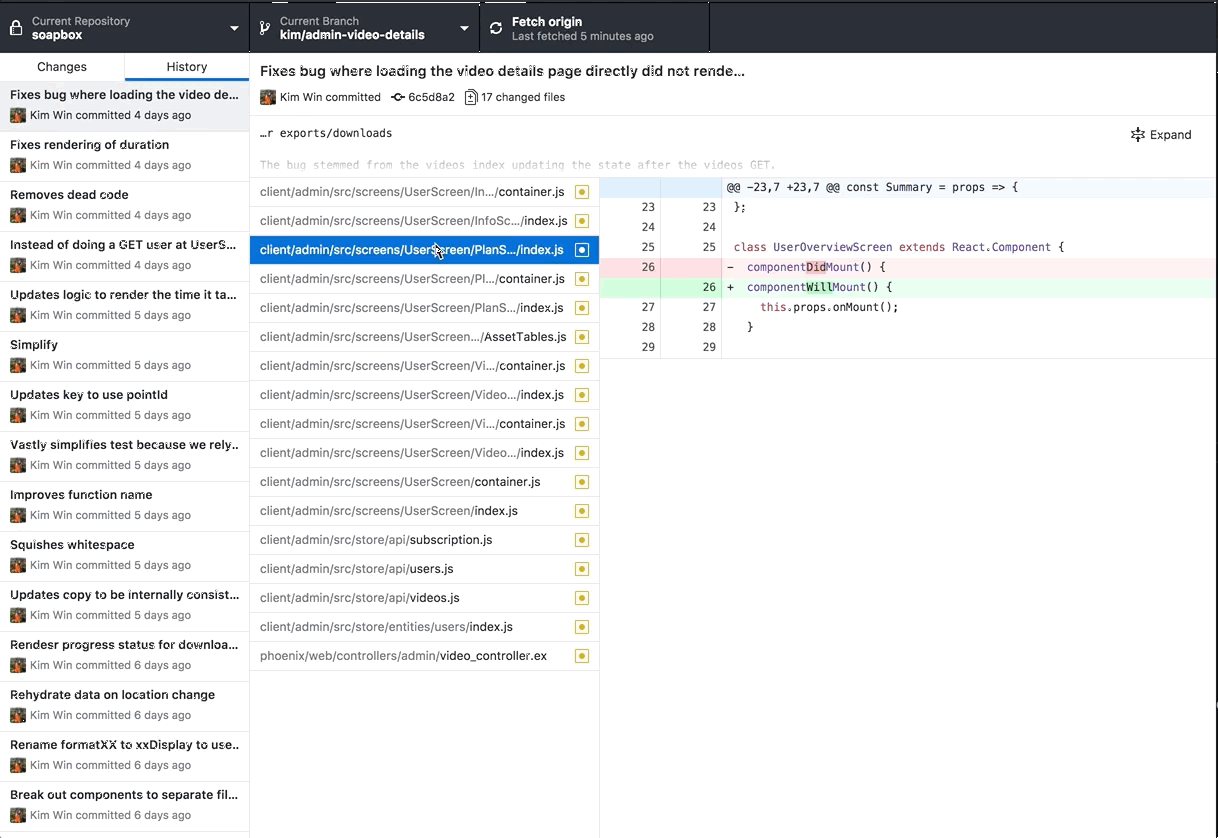 Current Repository
soapbox
Current Branch
kim/admin-video-details
Fetch origin
Last fetched 5 minutes ago
Changes
History
Fixes bug where loading the video de...
Kim Win committed 4 days ago
Fixes rendering of duration
Kim Win committed 4 days ago
Removes dead code
Kim Win committed 4 days ago
Instead of doing a GET user at UserS...
Kim Win committed 4 days ago
Updates logic to render the time it ta...
Kim Win committed 5 days ago
Simplify
Kim Win committed 5 days ago
Updates key to use pointId
Kim Win committed 5 days ago
Vastly simplifies test because we rely..
Kim Win committed 5 days ago
Improves function name
Kim Win committed 5 days ago
Squishes whitespace
Kim Win committed 5 days ago
Updates copy to be internally consist...
Kim Win committed 5 days ago
Rendesr progress status for downloa...
Kim Win committed 6 days ago
Rehydrate data on location change
Kim Win committed 6 days ago
Rename formatXX to xxDisplay to use..
Kim Win committed 6 days ago
Break out components to separate fil...
Kim Win committed 6 days ago
Fixes bug where loading the video details page directly did not rende...
Kim Win committed 6c5d8a2 17 changed files
…r exports/downloads
Expand
The bug stemmed from the videos index updating the state after the videos GET.
client/admin/src/screens/UserScreen/In.../container.js
client/admin/src/screens/UserScreen/InfoSc.../index.js
client/admin/src/screens/UserScreen/PlanS.../index.js
client/admin/src/screens/UserScreen/Pl.../container.js
client/admin/src/screens/UserScreen/PlanS.../index.js
client/admin/src/screens/UserScreen.../AssetTables.js
client/admin/src/screens/UserScreen/Vi.../container.js
client/admin/src/screens/UserScreen/Video.../index.js
client/admin/src/screens/UserScreen/Vi.../container.js
client/admin/src/screens/UserScreen/Video.../index.js
client/admin/src/screens/UserScreen/container.js
client/admin/src/screens/UserScreen/index.js
client/admin/src/store/api/subscription.js
client/admin/src/store/api/users.js
client/admin/src/store/api/videos.js
client/admin/src/store/entities/users/index.js
phoenix/web/controllers/admin/video_controller.ex
@@ -23,7 +23,7 @@ const Summary = props => {
23 23 };
24 24
25 25 class UserOverviewScreen extends React.Component {
26 - componentDidMount() {
26 + componentWillMount() {
27 27 this.props.onMount();
28 28 }
29 29